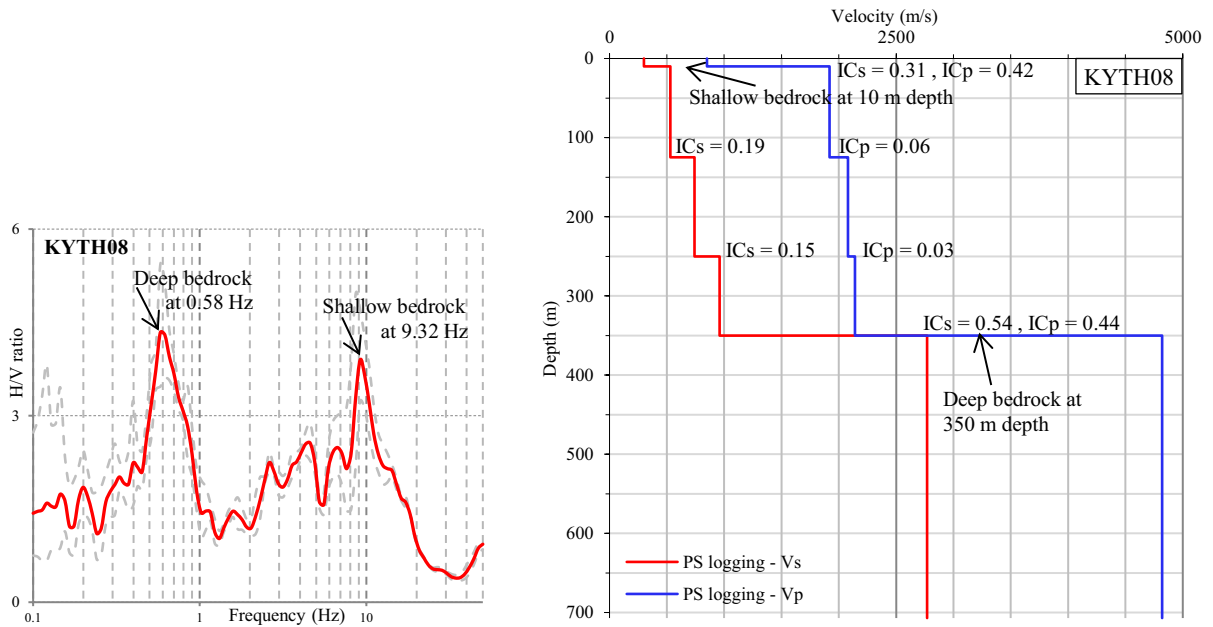 KYTH08
Deep bedrock
at 0.58 Hz
Shallow bedrock
at 9.32 Hz
H/V ratio
6
3
0
0.1
1
10
Frequency (Hz)
Velocity (m/s)
0
2500
5000
KYTH08
ICs = 0.31 , ICp = 0.42
Shallow bedrock at 10 m depth
ICs = 0.19
ICp = 0.06
ICs = 0.15
ICp = 0.03
ICs = 0.54 , ICp = 0.44
Deep bedrock at
350 m depth
Depth (m)
0
100
200
300
400
500
600
700
PS logging - Vs
PS logging - Vp